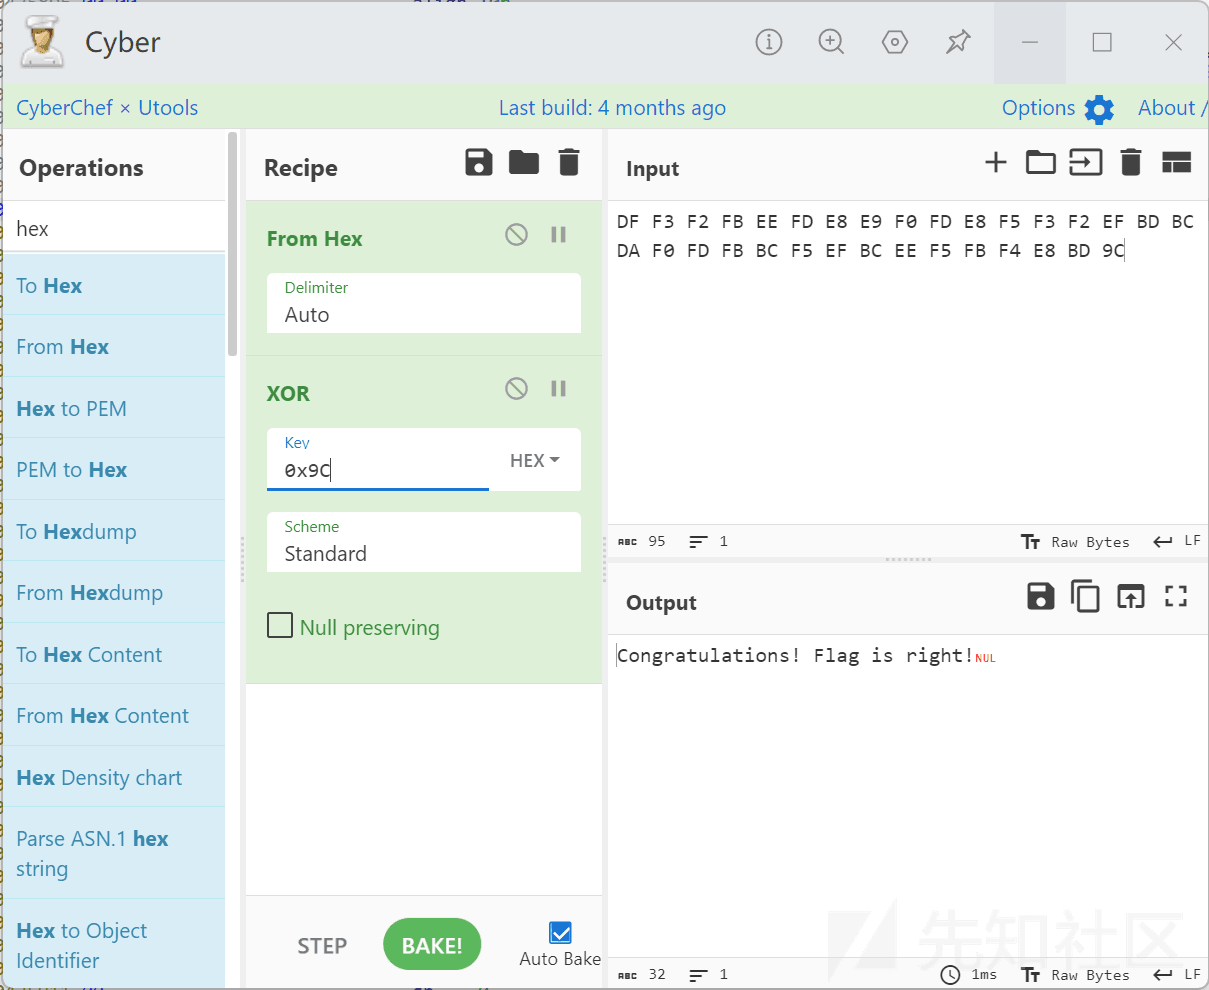 Cyber
CyberChef × Utools
Last build: 4 months ago
Options
About /
Operations
hex
To Hex
From Hex
Hex to PEM
PEM to Hex
To Hexdump
From Hexdump
To Hex Content
From Hex Content
Hex Density chart
Parse ASN.1 hex
string
Hex to Object
Identifier
Recipe
From Hex
Delimiter
Auto
XOR
Key
0x9C
HEX
Scheme
Standard
Null preserving
STEP
BAKE!
Auto Bake
Input
DF F3 F2 FB EE FD E8 E9 F0 FD E8 F5 F3 F2 EF BD BC
DA F0 FD FB BC F5 EF BC EE F5 FB F4 E8 BD 9C
ABC 95 1
Tr Raw Bytes LF
Output
Congratulations! Flag is right!NUL
ABC 32 1
1ms Tr Raw Bytes LF
先知社区